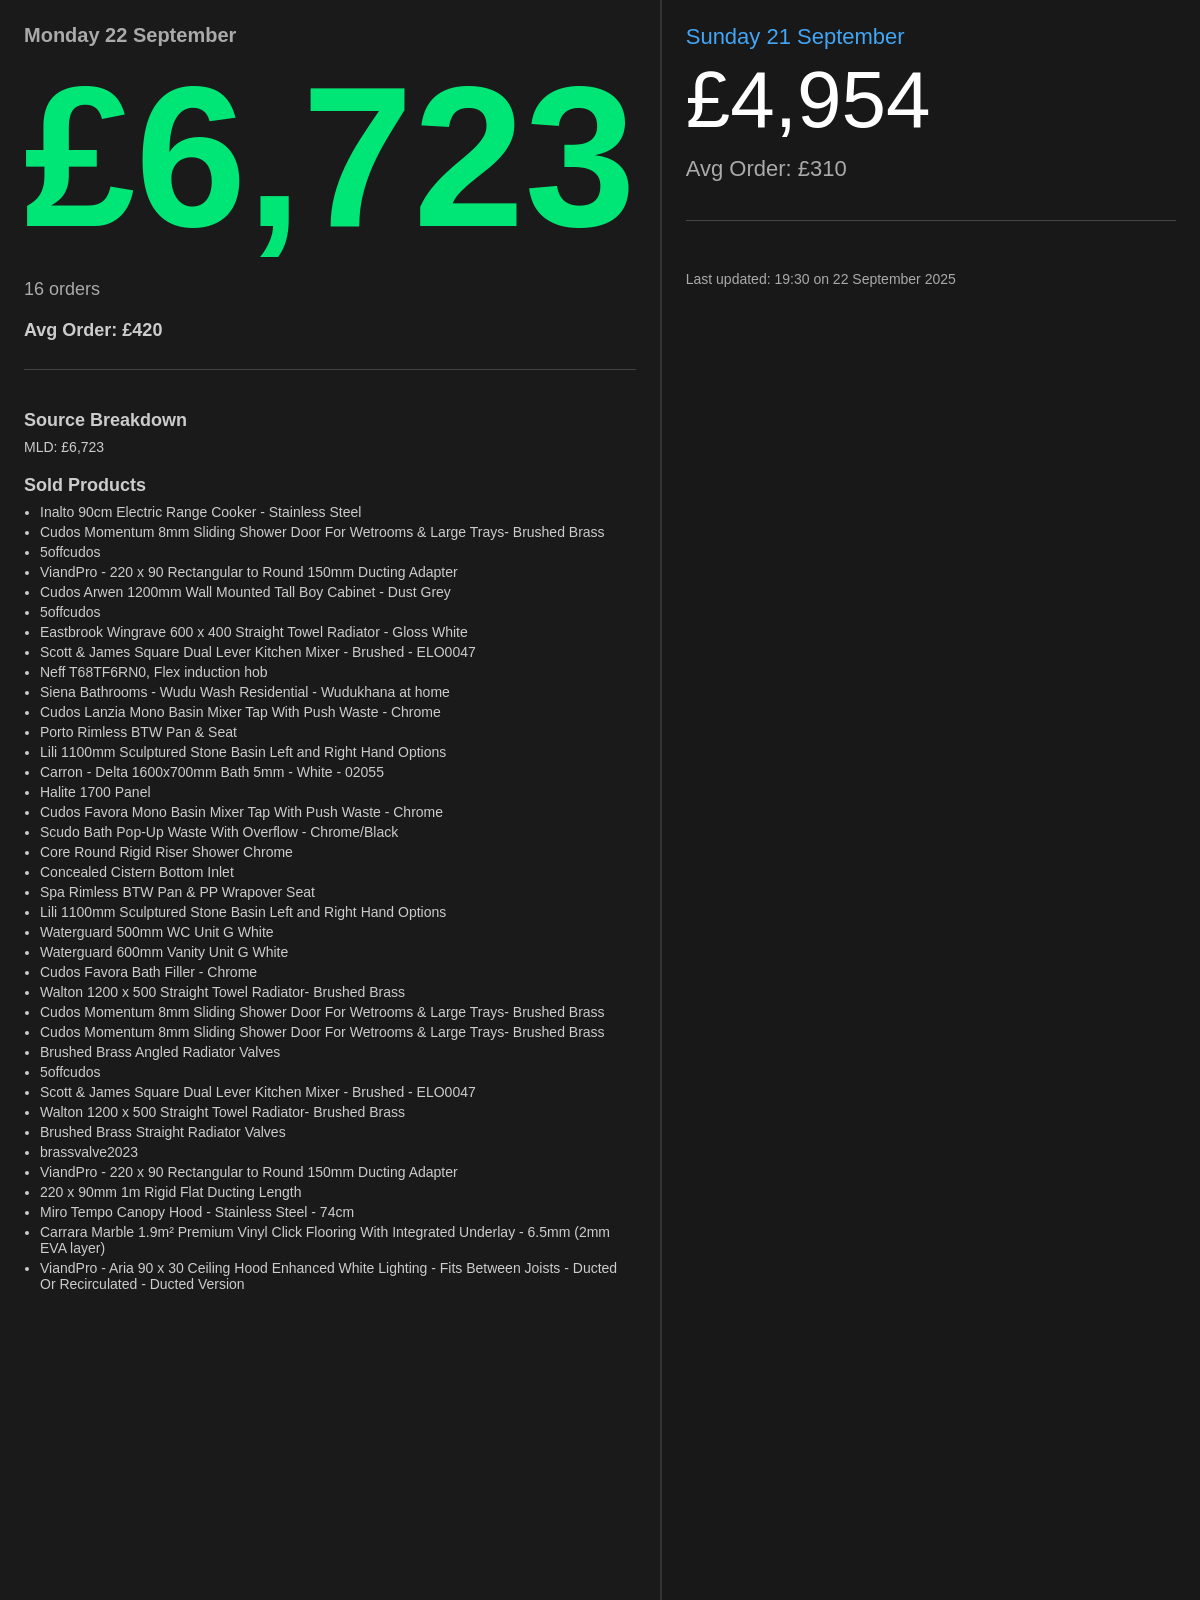 Monday 22 September
£6,723
16 orders
Avg Order: £420
Source Breakdown
MLD: £6,723
Sold Products
• Inalto 90cm Electric Range Cooker - Stainless Steel
• Cudos Momentum 8mm Sliding Shower Door For Wetrooms & Large Trays- Brushed Brass
• 5offcudos
• ViandPro - 220 x 90 Rectangular to Round 150mm Ducting Adapter
• Cudos Arwen 1200mm Wall Mounted Tall Boy Cabinet - Dust Grey
• 5offcudos
• Eastbrook Wingrave 600 x 400 Straight Towel Radiator - Gloss White
• Scott & James Square Dual Lever Kitchen Mixer - Brushed - ELO0047
• Neff T68TF6RN0, Flex induction hob
• Siena Bathrooms - Wudu Wash Residential - Wudukhana at home
• Cudos Lanzia Mono Basin Mixer Tap With Push Waste - Chrome
• Porto Rimless BTW Pan & Seat
• Lili 1100mm Sculptured Stone Basin Left and Right Hand Options
• Carron - Delta 1600x700mm Bath 5mm - White - 02055
• Halite 1700 Panel
• Cudos Favora Mono Basin Mixer Tap With Push Waste - Chrome
• Scudo Bath Pop-Up Waste With Overflow - Chrome/Black
• Core Round Rigid Riser Shower Chrome
• Concealed Cistern Bottom Inlet
• Spa Rimless BTW Pan & PP Wrapover Seat
• Lili 1100mm Sculptured Stone Basin Left and Right Hand Options
• Waterguard 500mm WC Unit G White
• Waterguard 600mm Vanity Unit G White
• Cudos Favora Bath Filler - Chrome
• Walton 1200 x 500 Straight Towel Radiator- Brushed Brass
• Cudos Momentum 8mm Sliding Shower Door For Wetrooms & Large Trays- Brushed Brass
• Cudos Momentum 8mm Sliding Shower Door For Wetrooms & Large Trays- Brushed Brass
• Brushed Brass Angled Radiator Valves
• 5offcudos
• Scott & James Square Dual Lever Kitchen Mixer - Brushed - ELO0047
• Walton 1200 x 500 Straight Towel Radiator- Brushed Brass
• Brushed Brass Straight Radiator Valves
• brassvalve2023
• ViandPro - 220 x 90 Rectangular to Round 150mm Ducting Adapter
• 220 x 90mm 1m Rigid Flat Ducting Length
• Miro Tempo Canopy Hood - Stainless Steel - 74cm
• Carrara Marble 1.9m² Premium Vinyl Click Flooring With Integrated Underlay - 6.5mm (2mm
EVA layer)
• ViandPro - Aria 90 x 30 Ceiling Hood Enhanced White Lighting - Fits Between Joists - Ducted
Or Recirculated - Ducted Version
Sunday 21 September
£4,954
Avg Order: £310
Last updated: 19:30 on 22 September 2025